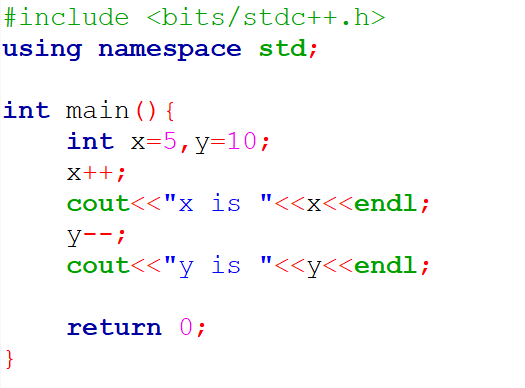 #include <bits/stdc++.h>
using namespace std;

int main(){
    int x=5,y=10;
    x++;
    cout<<"x is "<<x<<endl;
    y--;
    cout<<"y is "<<y<<endl;

    return 0;
}